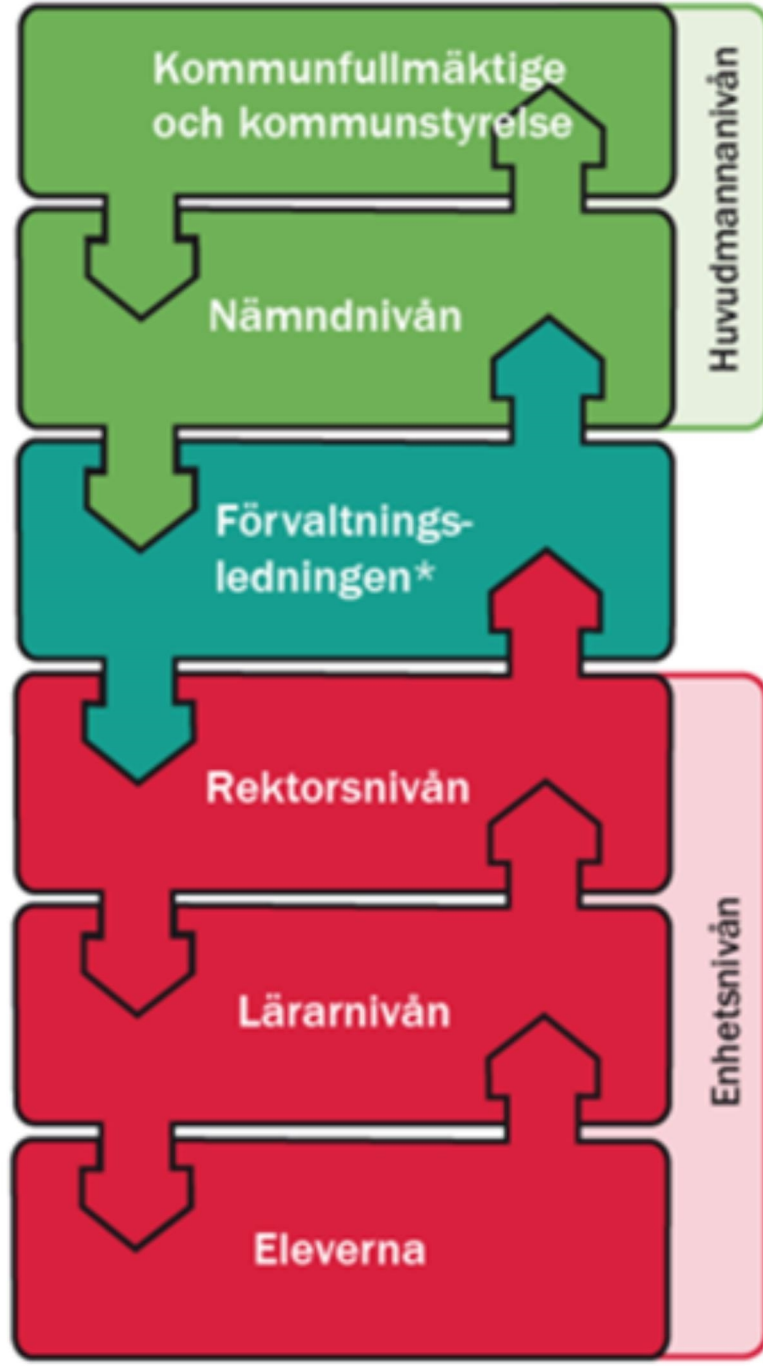 Kommunfullmäktige
och kommunstyrelse
Huvudmannanivån
Nämndnivån
Förvaltnings-
ledningen*
Rektorsnivån
Lärarnivån
Enhetsnivån
Eleverna